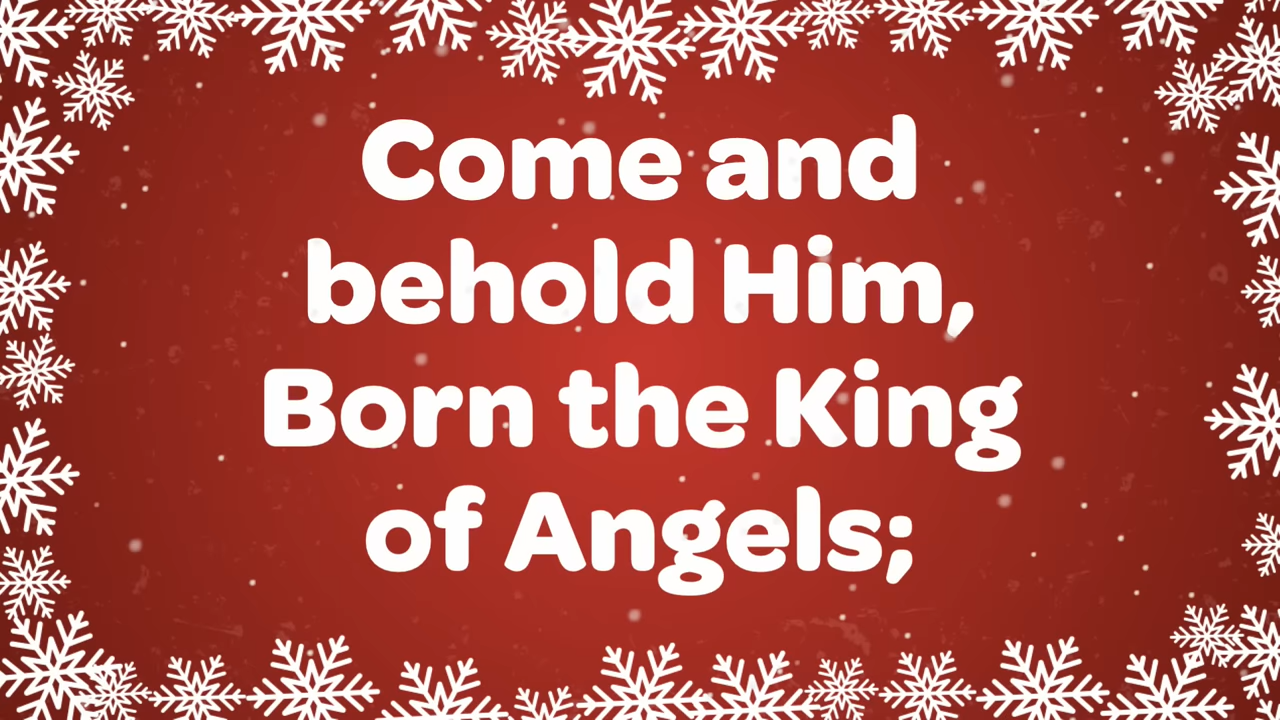 Come and
behold Him,
Born the King
of Angels;